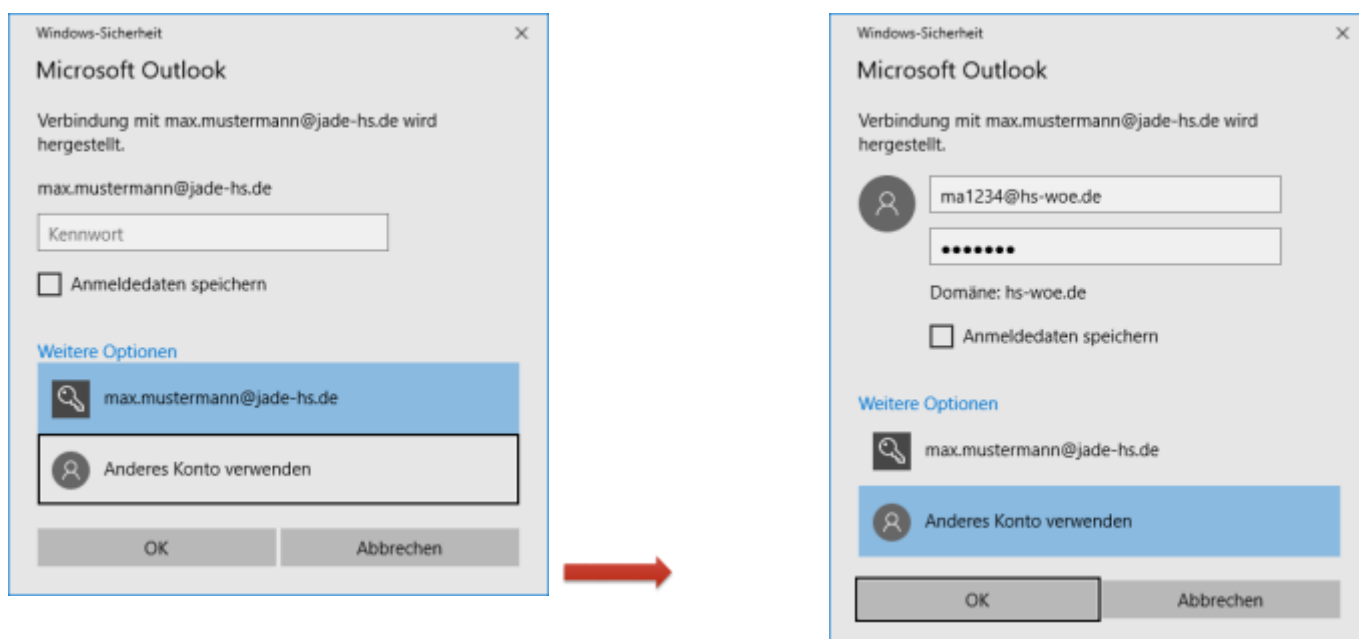 Windows-Sicherheit
Microsoft Outlook
Verbindung mit max.mustermann@jade-hs.de wird
hergestellt.
max.mustermann@jade-hs.de
Kennwort
Anmeldedaten speichern
Weitere Optionen
max.mustermann@jade-hs.de
Anderes Konto verwenden
OK
Abbrechen
Windows-Sicherheit
Microsoft Outlook
Verbindung mit max.mustermann@jade-hs.de wird
hergestellt.
ma1234@hs-woe.de
•••••••
Domäne: hs-woe.de
Anmeldedaten speichern
Weitere Optionen
max.mustermann@jade-hs.de
Anderes Konto verwenden
OK
Abbrechen